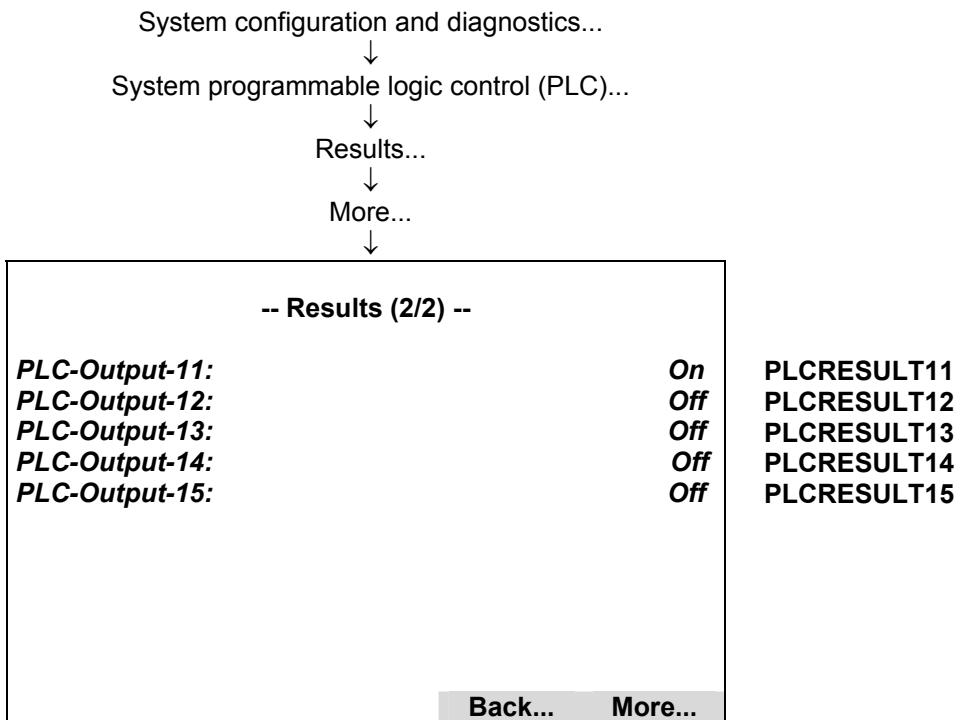 System configuration and diagnostics...
↓
System programmable logic control (PLC)...
↓
Results...
↓
More...
↓
-- Results (2/2) --
PLC-Output-11: On PLCRESULT11
PLC-Output-12: Off PLCRESULT12
PLC-Output-13: Off PLCRESULT13
PLC-Output-14: Off PLCRESULT14
PLC-Output-15: Off PLCRESULT15
Back... More...